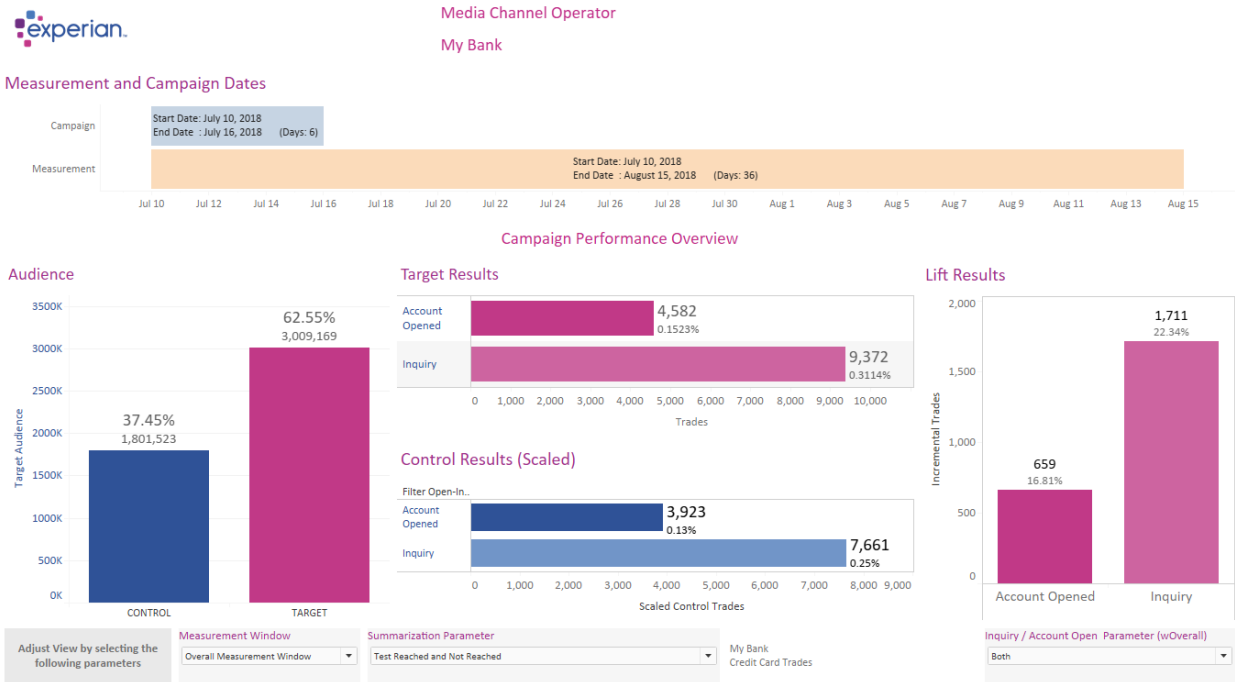 experian.
Media Channel Operator
My Bank
Measurement and Campaign Dates
Campaign
Start Date: July 10, 2018
End Date : July 16, 2018 (Days: 6)
Measurement
Start Date: July 10, 2018
End Date : August 15, 2018 (Days: 36)
Jul 10 Jul 12 Jul 14 Jul 16 Jul 18 Jul 20 Jul 22 Jul 24 Jul 26 Jul 28 Jul 30 Aug 1 Aug 3 Aug 5 Aug 7 Aug 9 Aug 11 Aug 13 Aug 15
Campaign Performance Overview
Audience
Target Audience
3500K
3000K
2500K
2000K
1500K
1000K
500K
0K
37.45%
1,801,523
62.55%
3,009,169
CONTROL TARGET
Target Results
Account
Opened
4,582
0.1523%
Inquiry
9,372
0.3114%
0 1,000 2,000 3,000 4,000 5,000 6,000 7,000 8,000 9,000 10,000
Trades
Control Results (Scaled)
Filter Open-In..
Account
Opened
3,923
0.13%
Inquiry
7,661
0.25%
0 1,000 2,000 3,000 4,000 5,000 6,000 7,000 8,000 9,000
Scaled Control Trades
Lift Results
Incremental Trades
2,000
1,500
1,000
500
0
659
16.81%
1,711
22.34%
Account Opened Inquiry
Adjust View by selecting the
following parameters
Measurement Window
Overall Measurement Window
Summarization Parameter
Test Reached and Not Reached
My Bank
Credit Card Trades
Inquiry / Account Open Parameter (wOverall)
Both